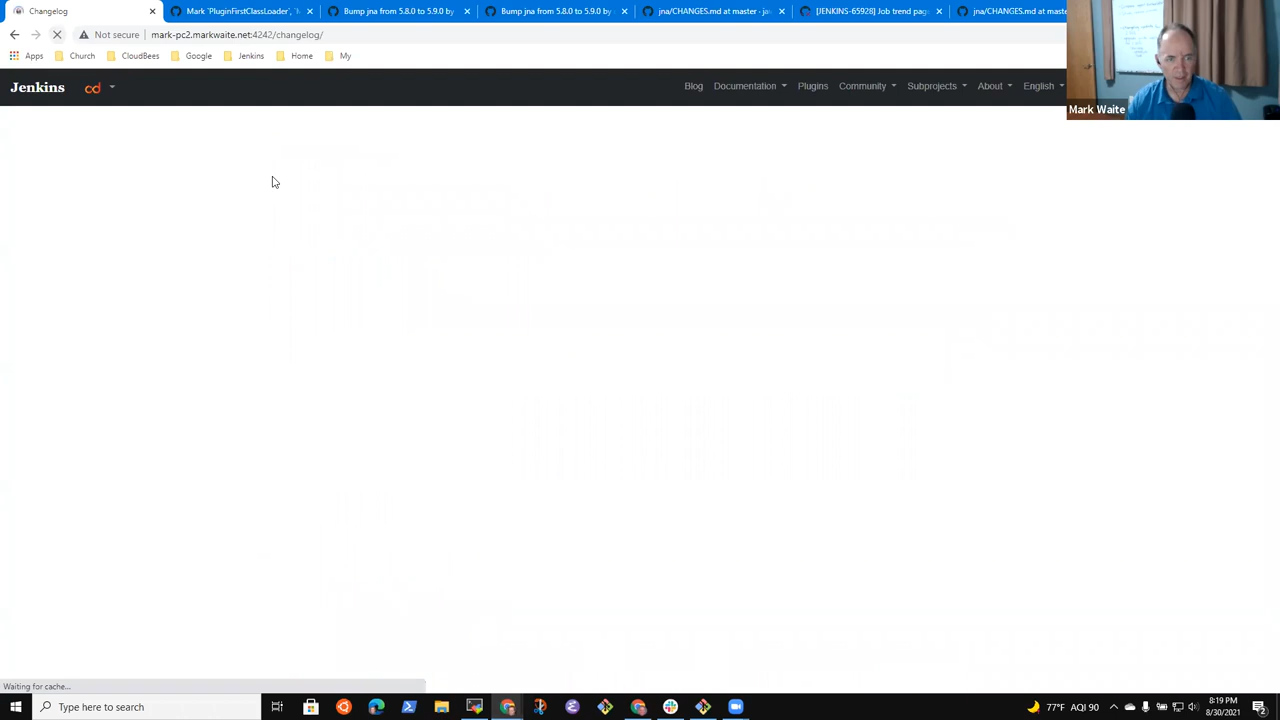 Changelog
Mark `PluginFirstClassLoader`, `
Bump jna from 5.8.0 to 5.9.0 by
Bump jna from 5.8.0 to 5.9.0 by
jna/CHANGES.md at master · jav
[JENKINS-65928] Job trend page
jna/CHANGES.md at maste
Not secure
mark-pc2.markwaite.net:4242/changelog/
Apps
Church
CloudBees
Google
Jenkins
Home
My
Jenkins
cd
Blog
Documentation
Plugins
Community
Subprojects
About
English
Mark Waite
Waiting for cache...
Type here to search
77°F AQI 90
8:19 PM
8/30/2021
2